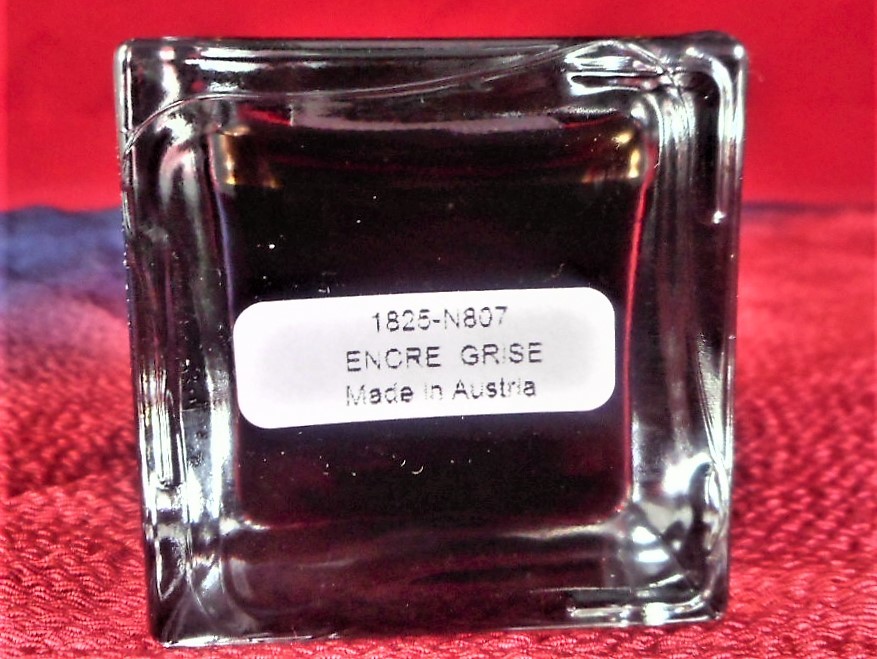 1825-N807
ENCRE GRISE
Made in Austria